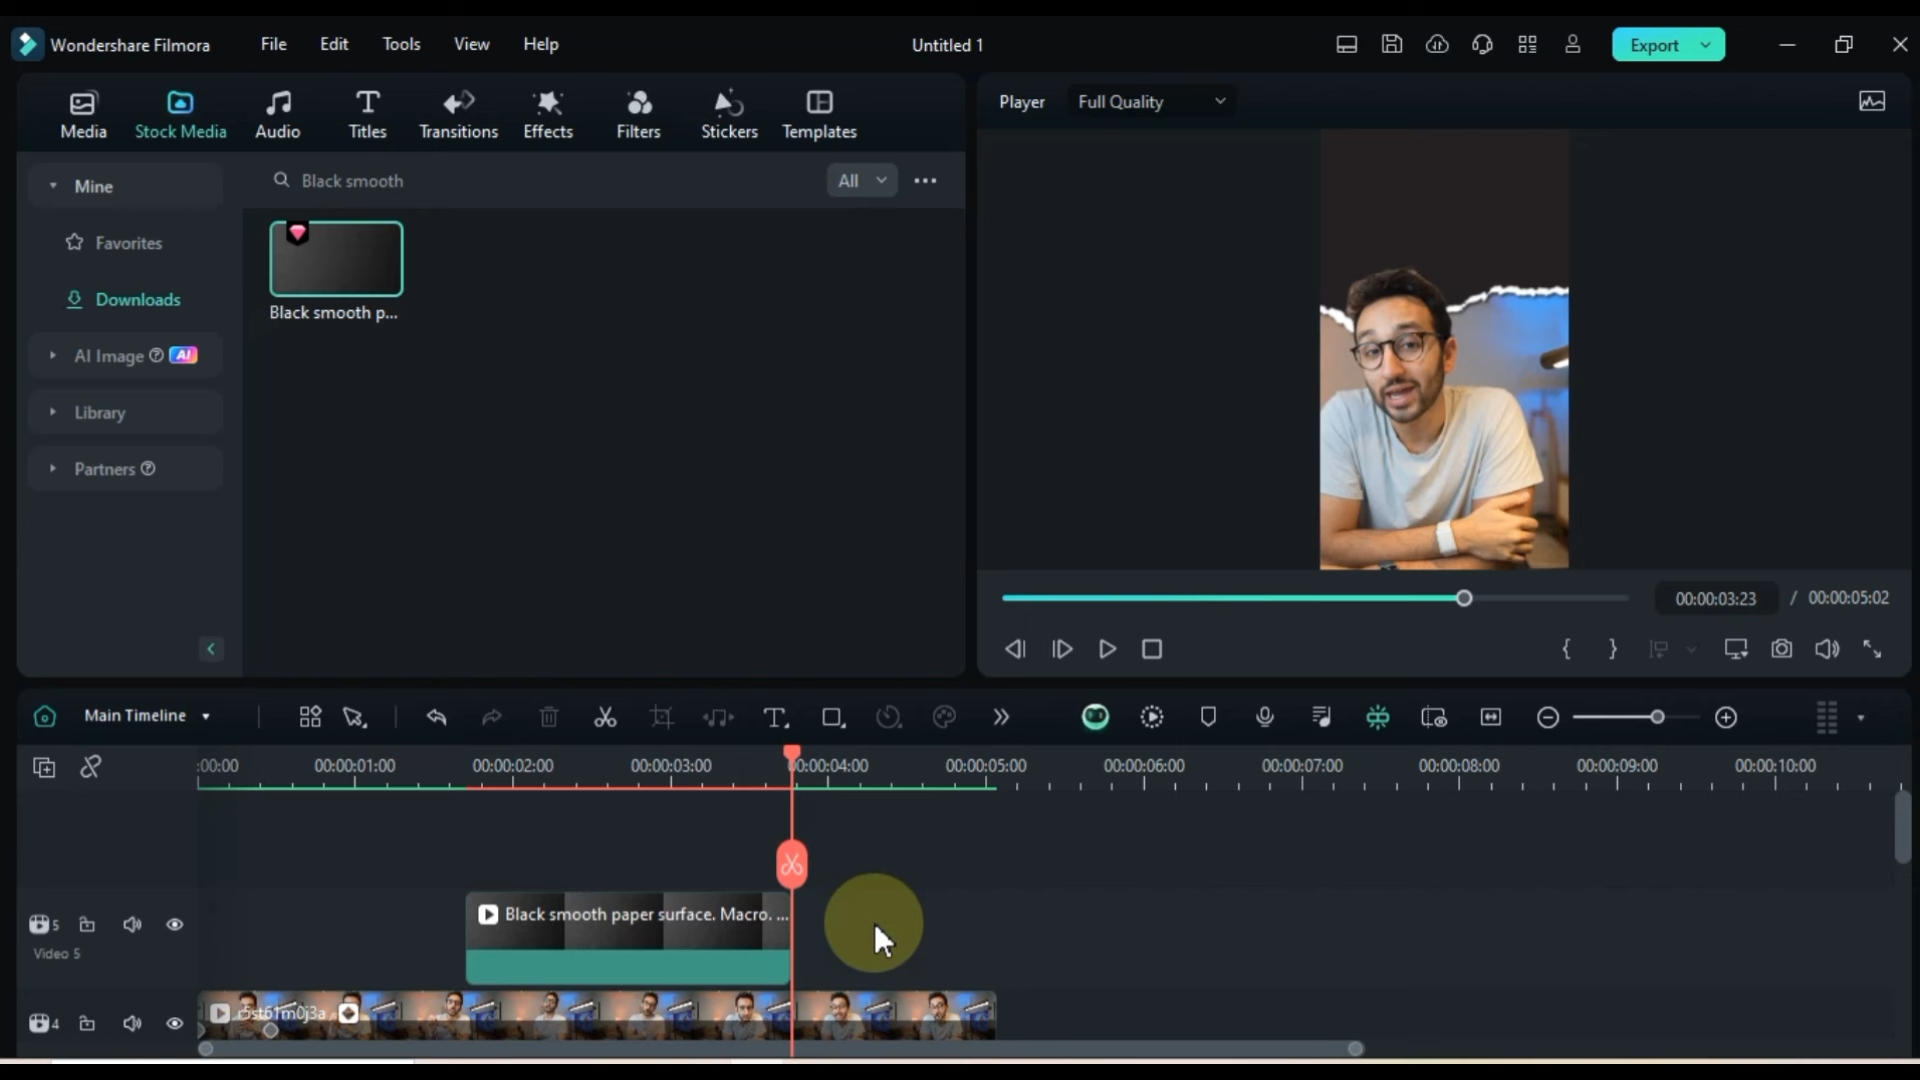 Wondershare Filmora File Edit Tools View Help Untitled 1 Export
Media Stock Media Audio Titles Transitions Effects Filters Stickers Templates
Player Full Quality
Mine
Black smooth All
Favorites
Downloads
Black smooth p...
AI Image AI
Library
Partners
00:00:03:23 / 00:00:05:02
Main Timeline
:00:00 00:00:01:00 00:00:02:00 00:00:03:00 00:00:04:00 00:00:05:00 00:00:06:00 00:00:07:00 00:00:08:00 00:00:09:00 00:00:10:00
5 Black smooth paper surface. Macro. ...
Video 5
4 r5st61m0j3a